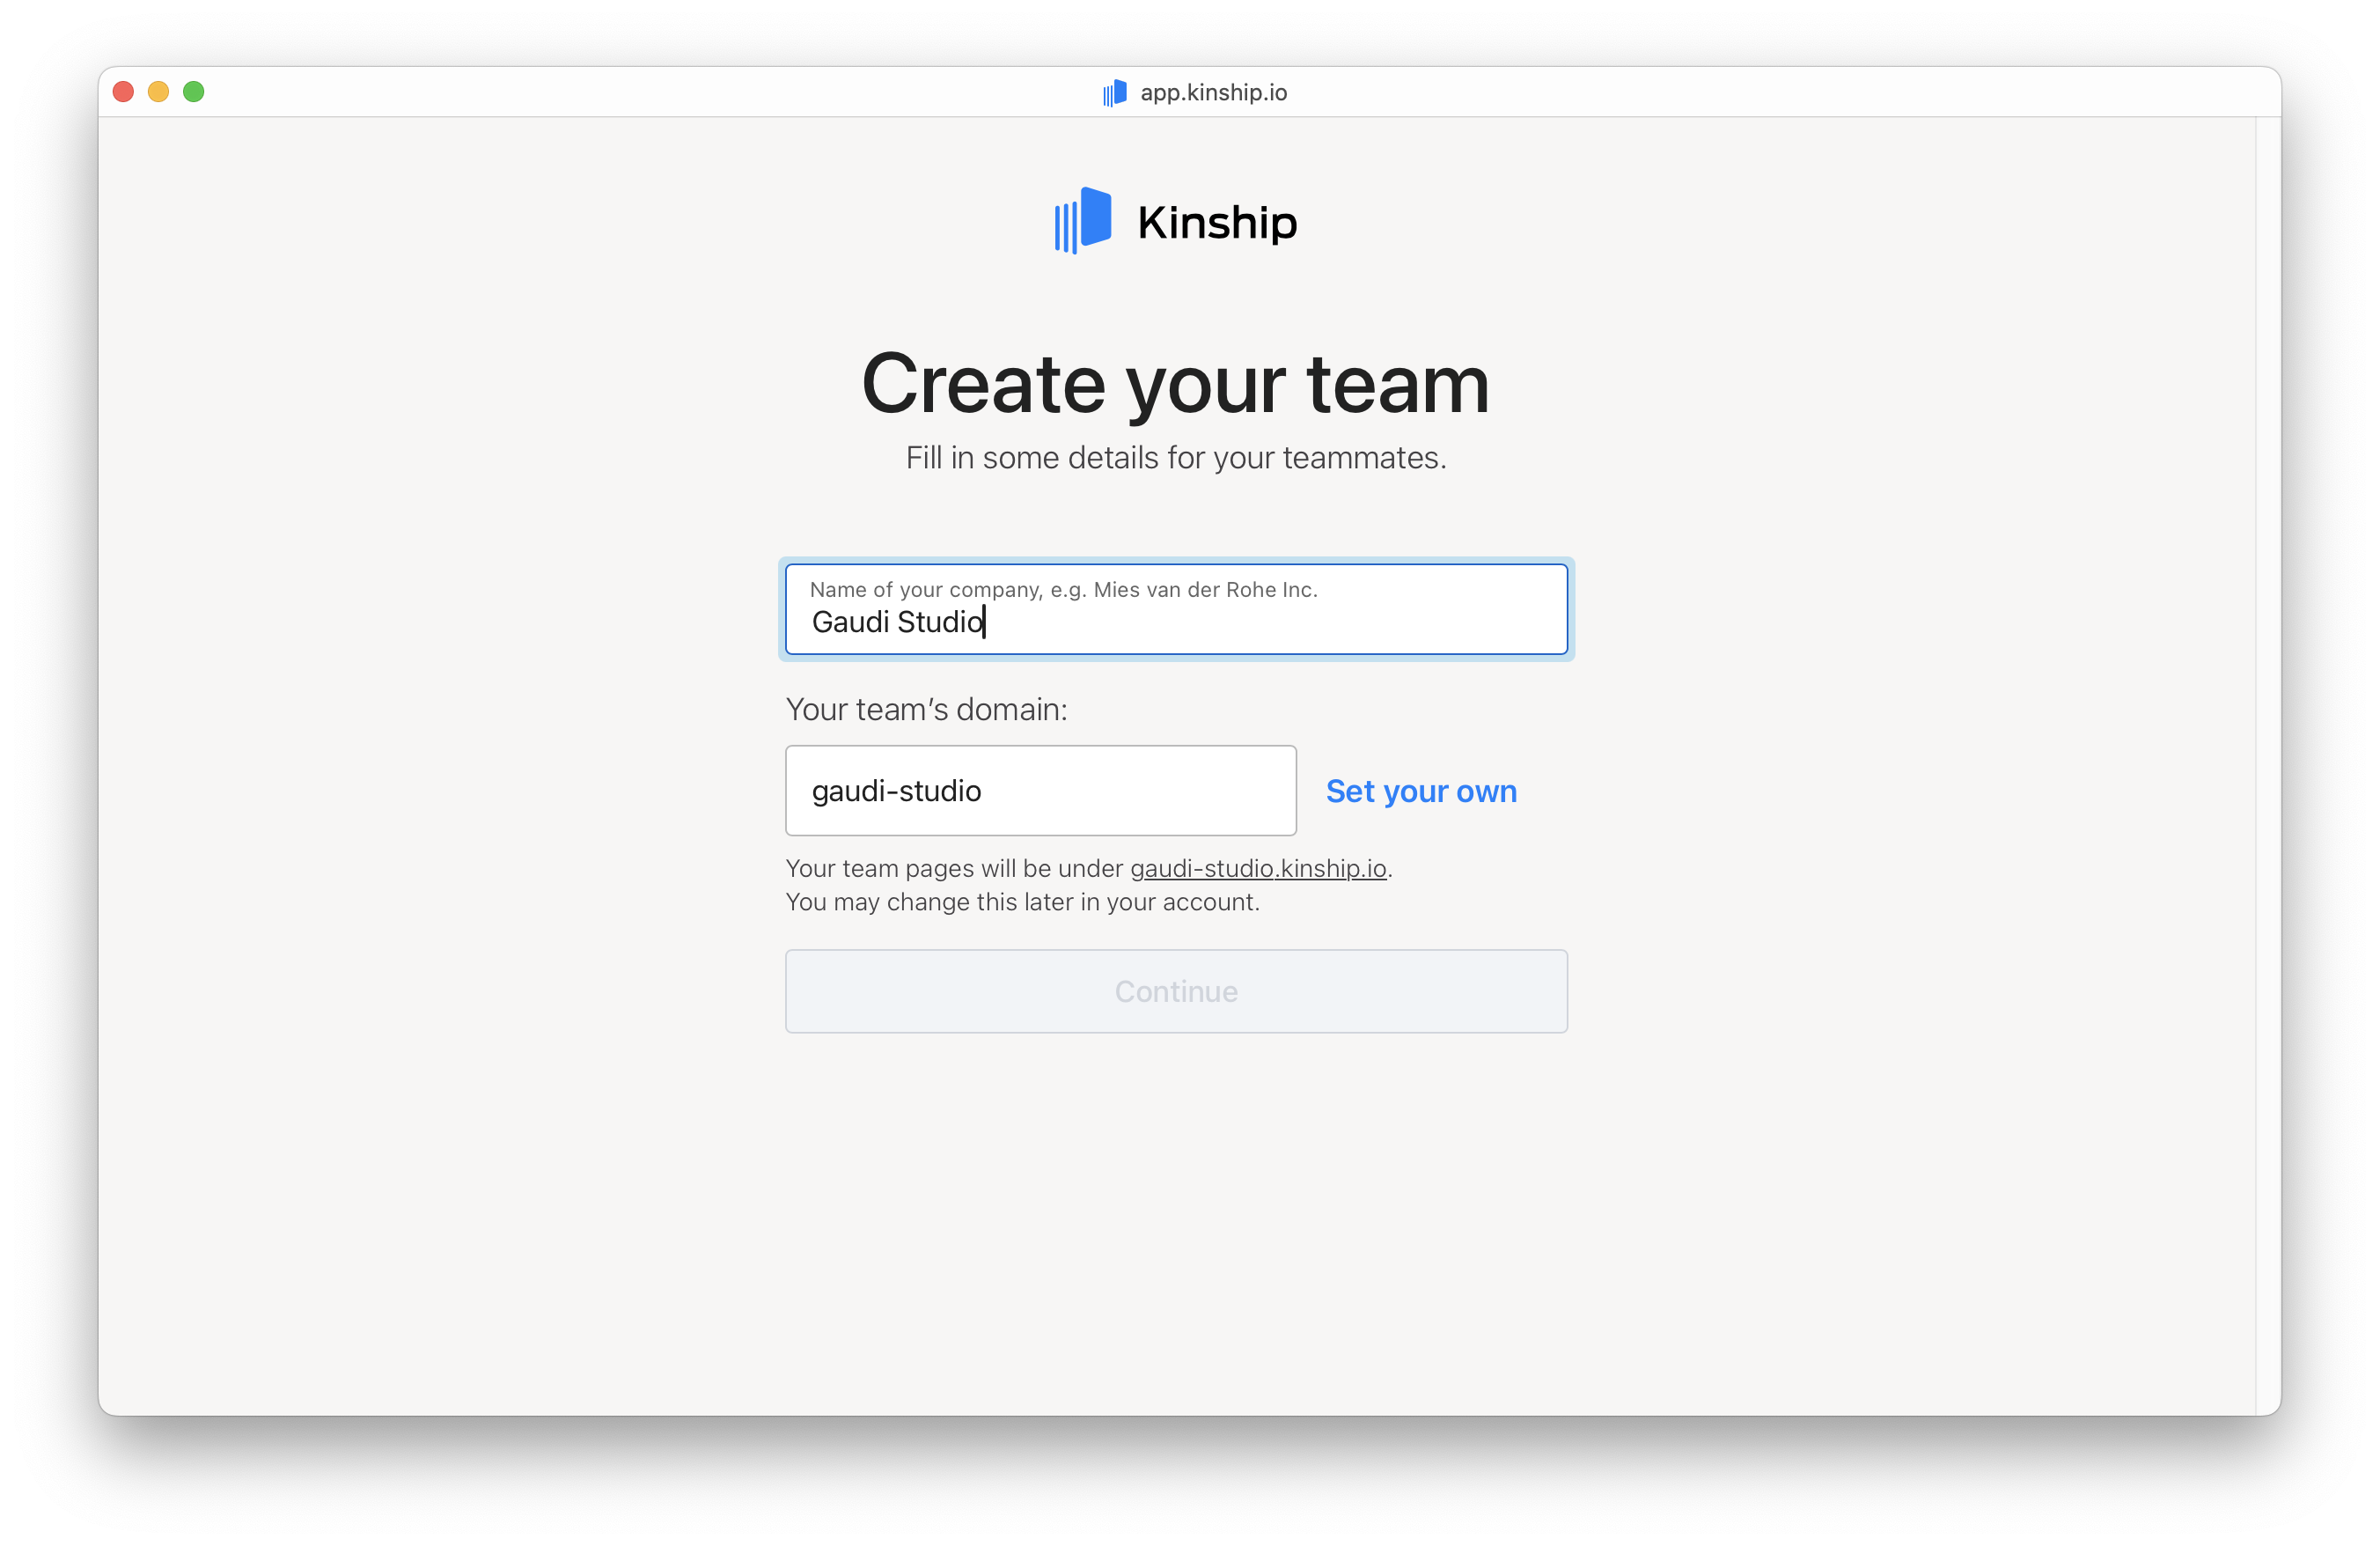 app.kinship.io
Kinship
Create your team
Fill in some details for your teammates.
Name of your company, e.g. Mies van der Rohe Inc.
Gaudi Studio
Your team’s domain:
gaudi-studio
Set your own
Your team pages will be under gaudi-studio.kinship.io.
You may change this later in your account.
Continue